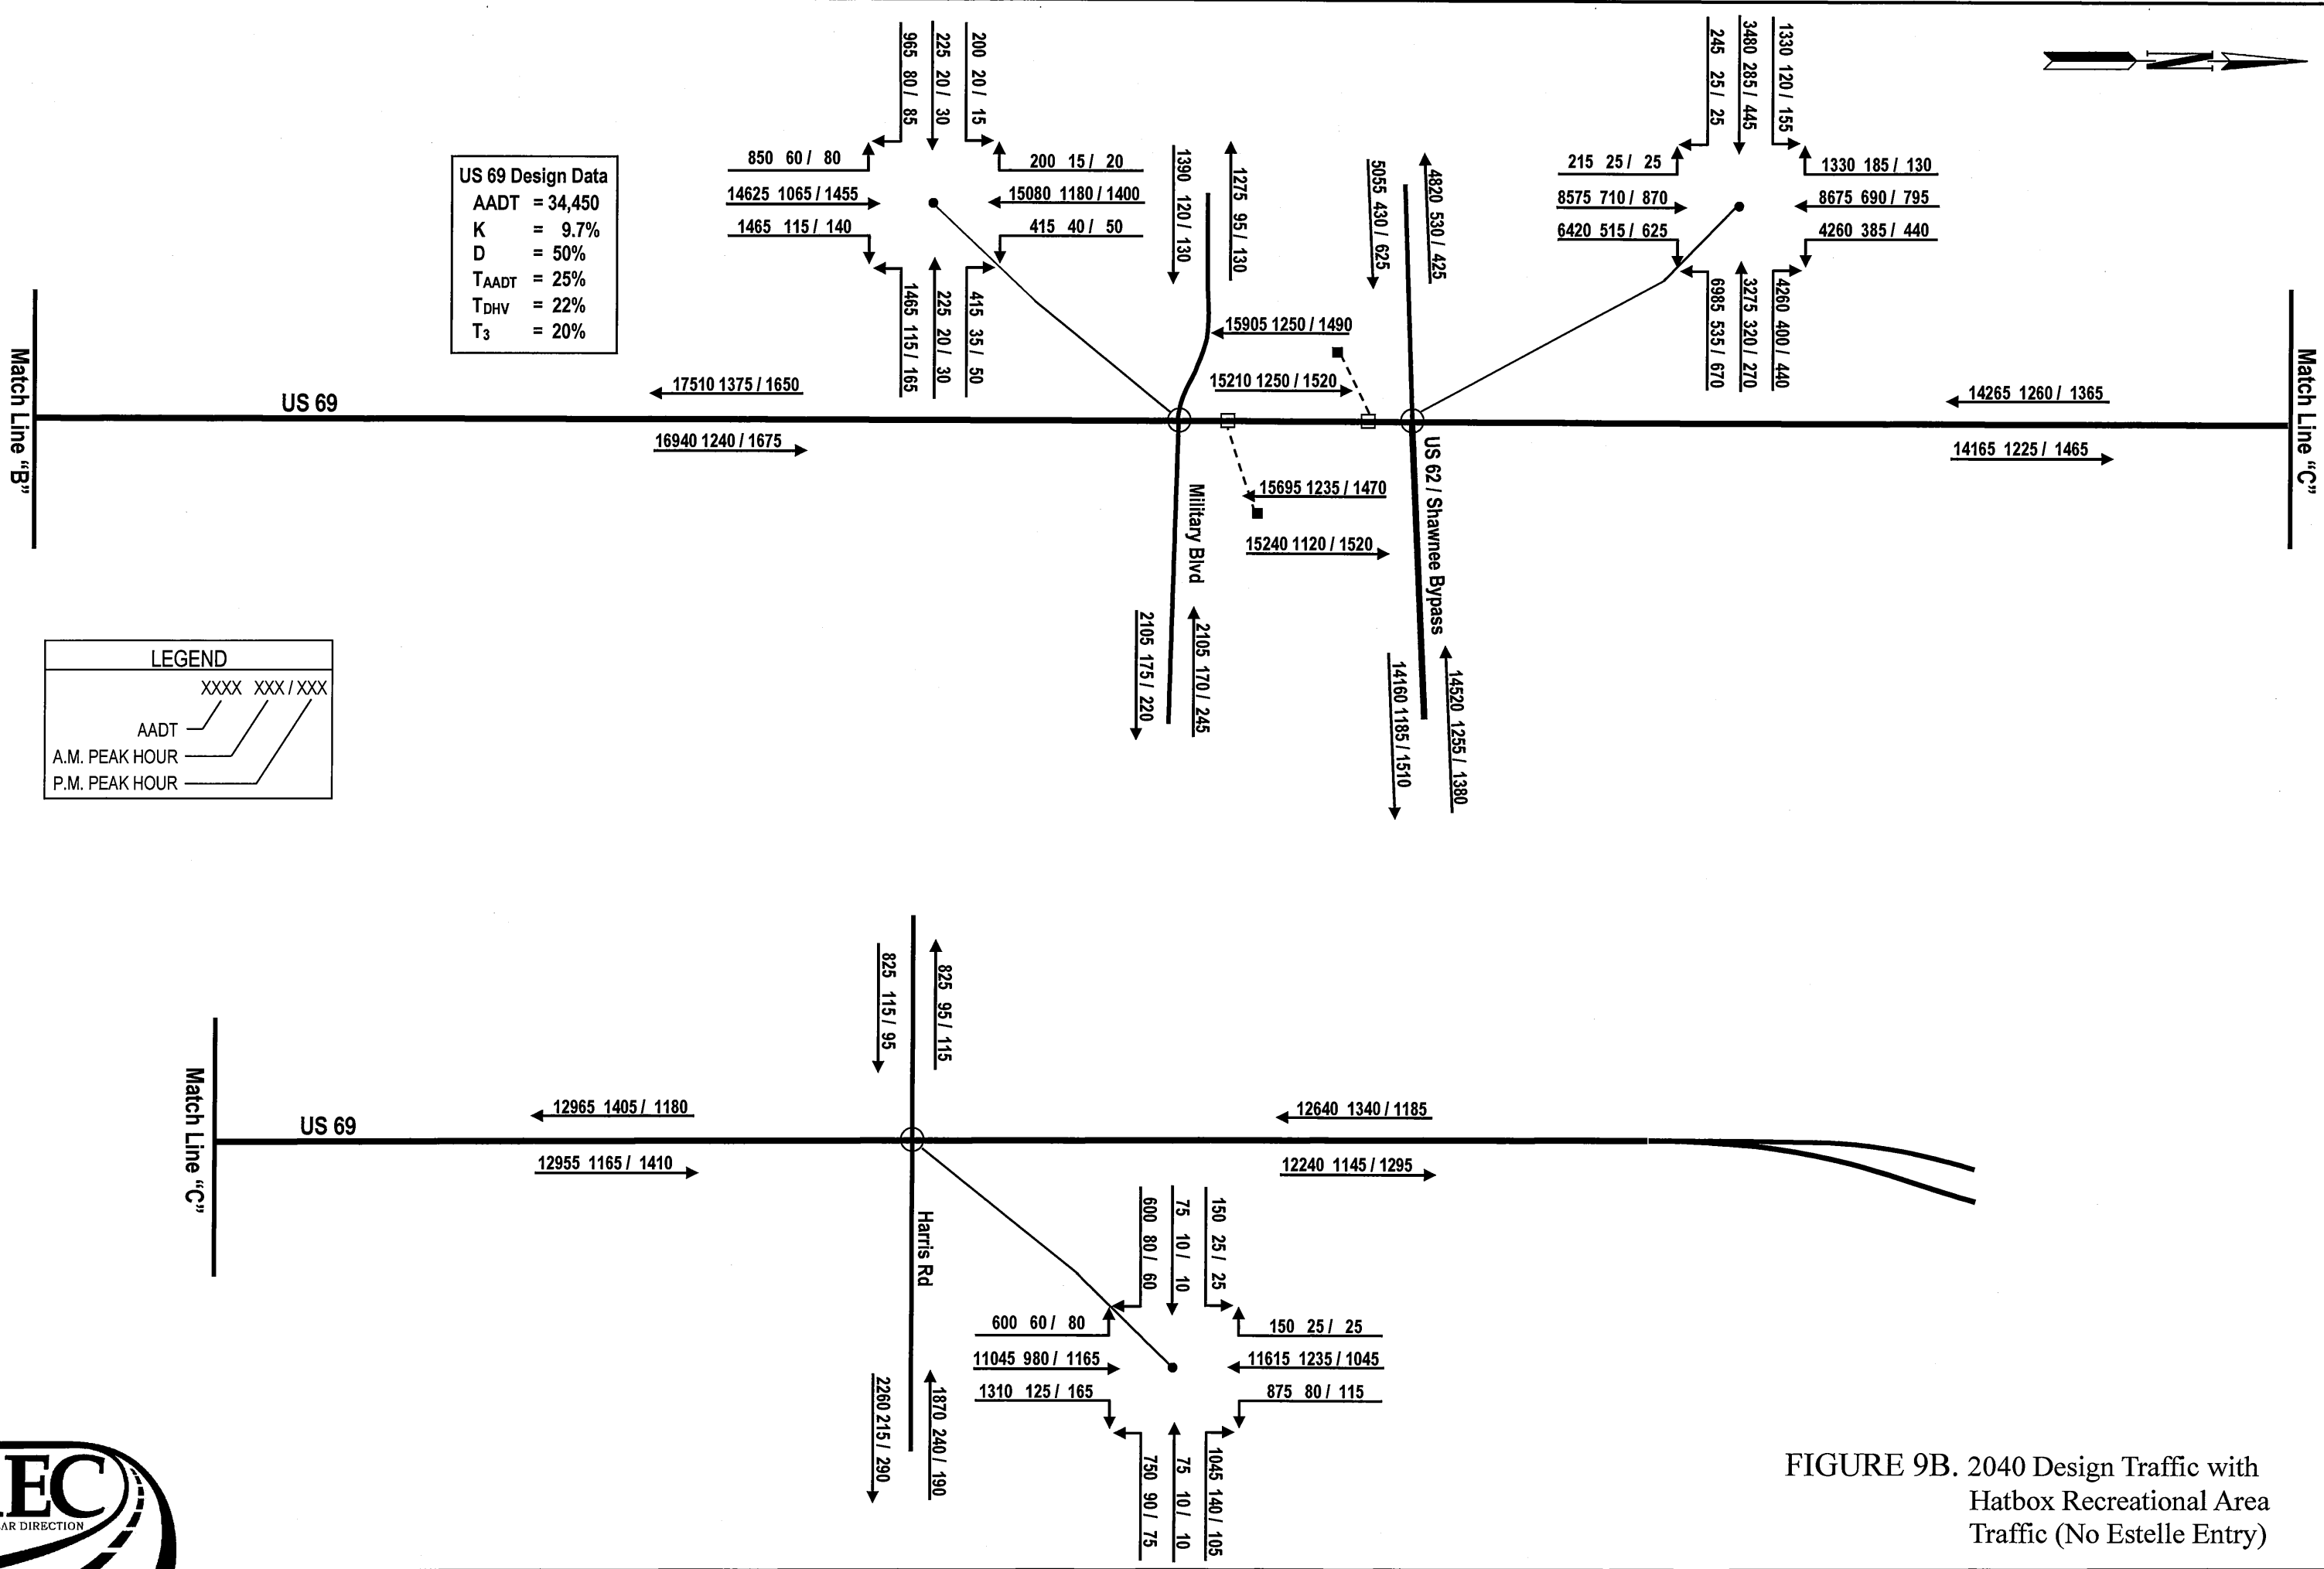 965 80 / 85
225 20 / 30
200 20 / 15
850 60 / 80
14625 1065 / 1455
1465 115 / 140
200 15 / 20
15080 1180 / 1400
415 40 / 50
1465 115 / 165
225 20 / 30
415 35 / 50
US 69 Design Data
AADT = 34,450
K = 9.7%
D = 50%
TAADT = 25%
TDHV = 22%
T3 = 20%
1390 120 / 130
1275 95 / 130
5055 430 / 625
4820 530 / 425
245 25 / 25
3480 285 / 445
1330 120 / 155
215 25 / 25
8575 710 / 870
6420 515 / 625
1330 185 / 130
8675 690 / 795
4260 385 / 440
6985 535 / 670
3275 320 / 270
4260 400 / 440
N
15905 1250 / 1490
15210 1250 / 1520
Match Line "B"
US 69
17510 1375 / 1650
16940 1240 / 1675
14265 1260 / 1365
14165 1225 / 1465
Match Line "C"
15695 1235 / 1470
15240 1120 / 1520
Military Blvd
US 62 / Shawnee Bypass
2105 175 / 220
2105 170 / 245
14160 1185 / 1510
14520 1255 / 1380
LEGEND
XXXX XXX / XXX
AADT
A.M. PEAK HOUR
P.M. PEAK HOUR
825 115 / 95
825 95 / 115
Match Line "C"
US 69
12965 1405 / 1180
12955 1165 / 1410
12640 1340 / 1185
12240 1145 / 1295
Harris Rd
600 80 / 60
75 10 / 10
150 25 / 25
600 60 / 80
11045 980 / 1165
1310 125 / 165
150 25 / 25
11615 1235 / 1045
875 80 / 115
2260 215 / 290
1870 240 / 190
750 90 / 75
75 10 / 10
1045 140 / 105
EC
AR DIRECTION
FIGURE 9B. 2040 Design Traffic with
Hatbox Recreational Area
Traffic (No Estelle Entry)